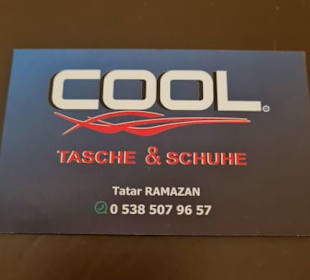 COOL®
TASCHE & SCHUHE
Tatar RAMAZAN
0 538 507 96 57